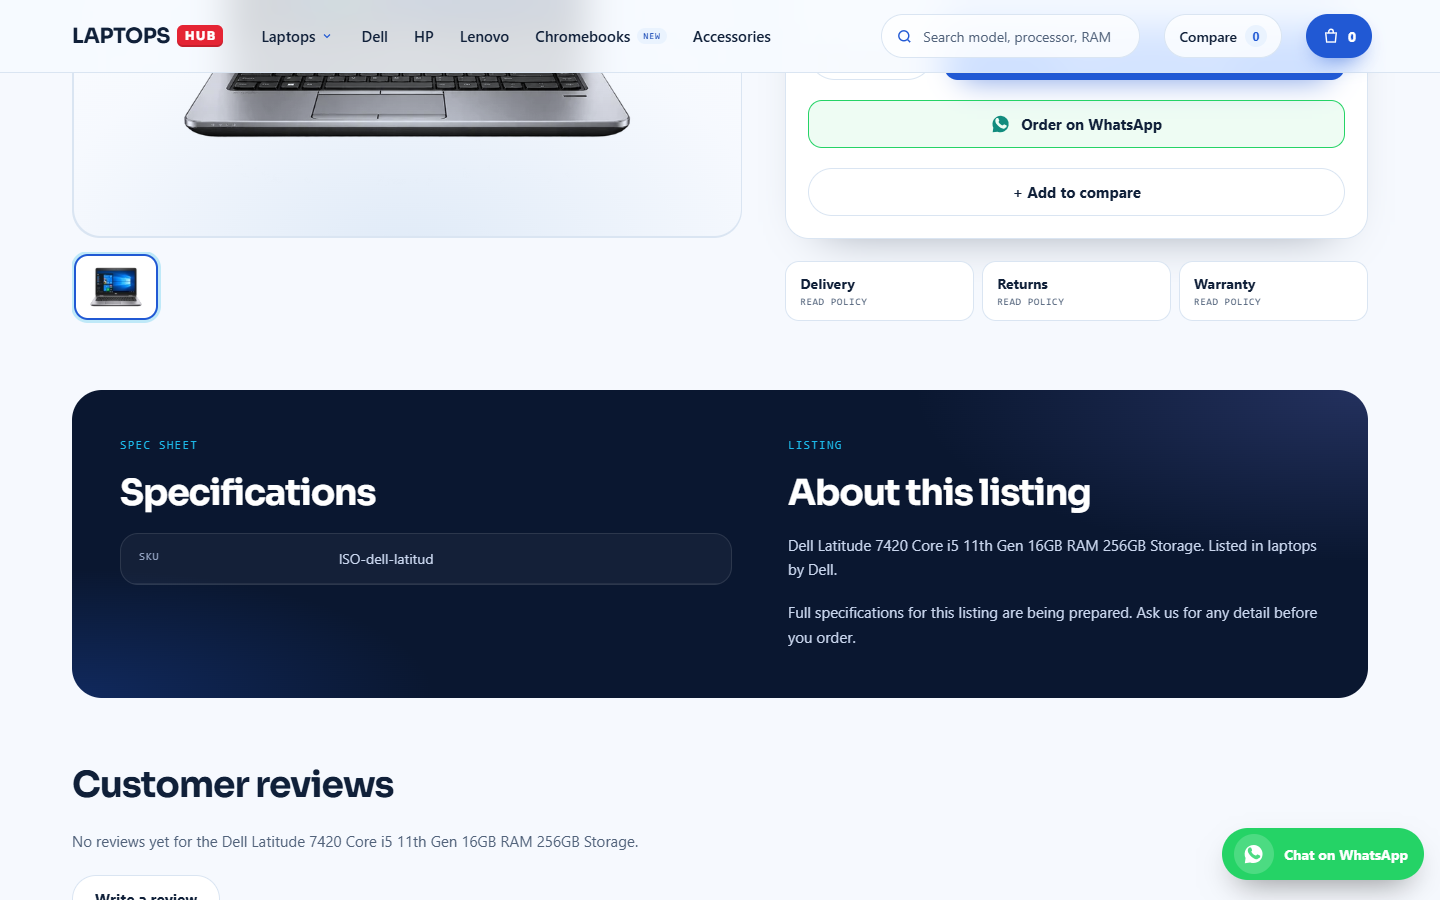 LAPTOPS HUB
Laptops
Dell
HP
Lenovo
Chromebooks NEW
Accessories
Search model, processor, RAM
Compare 0
0
Order on WhatsApp
+ Add to compare
Delivery
READ POLICY
Returns
READ POLICY
Warranty
READ POLICY
SPEC SHEET
Specifications
SKU ISO-dell-latitud
LISTING
About this listing
Dell Latitude 7420 Core i5 11th Gen 16GB RAM 256GB Storage. Listed in laptops
by Dell.
Full specifications for this listing are being prepared. Ask us for any detail before
you order.
Customer reviews
No reviews yet for the Dell Latitude 7420 Core i5 11th Gen 16GB RAM 256GB Storage.
Write a review
Chat on WhatsApp